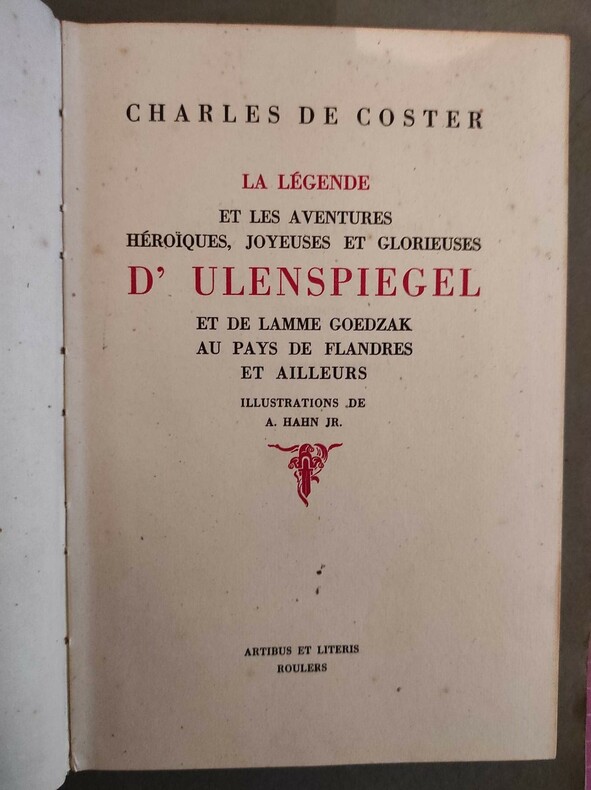 CHARLES DE COSTER
LA LÉGENDE
ET LES AVENTURES
HÉROÏQUES, JOYEUSES ET GLORIEUSES
D' ULENSPIEGEL
ET DE LAMME GOEDZAK
AU PAYS DE FLANDRES
ET AILLEURS
ILLUSTRATIONS DE
A. HAHN JR.
ARTIBUS ET LITERIS
ROULERS